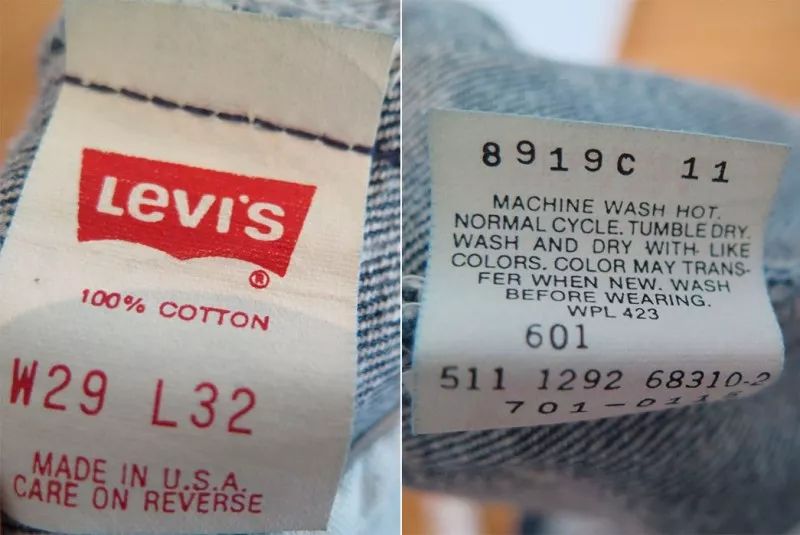 Levi's
®
100% COTTON
W29 L32
MADE IN U.S.A.
CARE ON REVERSE
8919C 11
MACHINE WASH HOT.
NORMAL CYCLE. TUMBLE DRY.
WASH AND DRY WITH LIKE
COLORS. COLOR MAY TRANS-
FER WHEN NEW. WASH
BEFORE WEARING.
WPL 423
601
511 1292 68310-2
701-0115